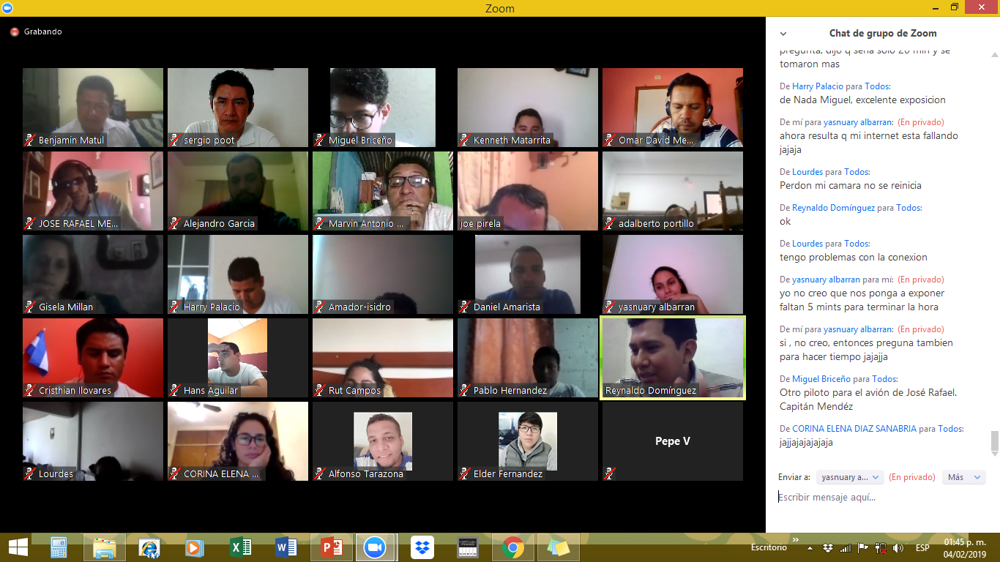 Zoom
Grabando
Benjamin Matul
sergio poot
Miguel Briceño
Kenneth Matarrita
Omar David Me...
JOSE RAFAEL ME...
Alejandro Garcia
Marvin Antonio ...
joe pirela
adalberto portillo
Gisela Millan
Harry Palacio
Amador-isidro
Daniel Amarista
yasnuary albarran
Cristhian Ilovares
Hans Aguilar
Rut Campos
Pablo Hernandez
Reynaldo Domínguez
Lourdes
CORINA ELENA ...
Alfonso Tarazona
Elder Fernandez
Pepe V
Chat de grupo de Zoom
pregunta, dijo q seria solo 20 min y se
tomaron mas
De Harry Palacio para Todos:
de Nada Miguel, excelente exposicion
De mí para yasnuary albarran: (En privado)
ahora resulta q mi internet esta fallando
jajaja
De Lourdes para Todos:
Perdon mi camara no se reinicia
De Reynaldo Domínguez para Todos:
ok
De Lourdes para Todos:
tengo problemas con la conexion
De yasnuary albarran para mí: (En privado)
yo no creo que nos ponga a exponer
faltan 5 mints para terminar la hora
De mí para yasnuary albarran: (En privado)
si , no creo, entonces preguna tambien
para hacer tiempo jajajja
De Miguel Briceño para Todos:
Otro piloto para el avión de José Rafael.
Capitán Mendéz
De CORINA ELENA DIAZ SANABRIA para Todos:
jajjajajajajaja
Enviar a: yasnuary a... (En privado) Más
Escribir mensaje aquí...
Escritorio
ESP
01:45 p. m.
04/02/2019